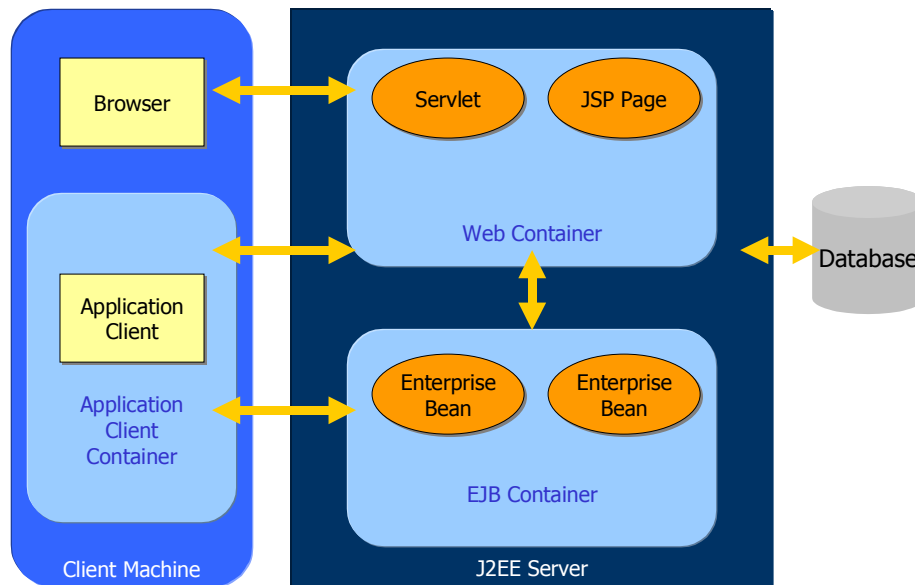 Browser
Application
Client
Application
Client
Container
Client Machine
Servlet
JSP Page
Web Container
Enterprise
Bean
Enterprise
Bean
EJB Container
J2EE Server
Database